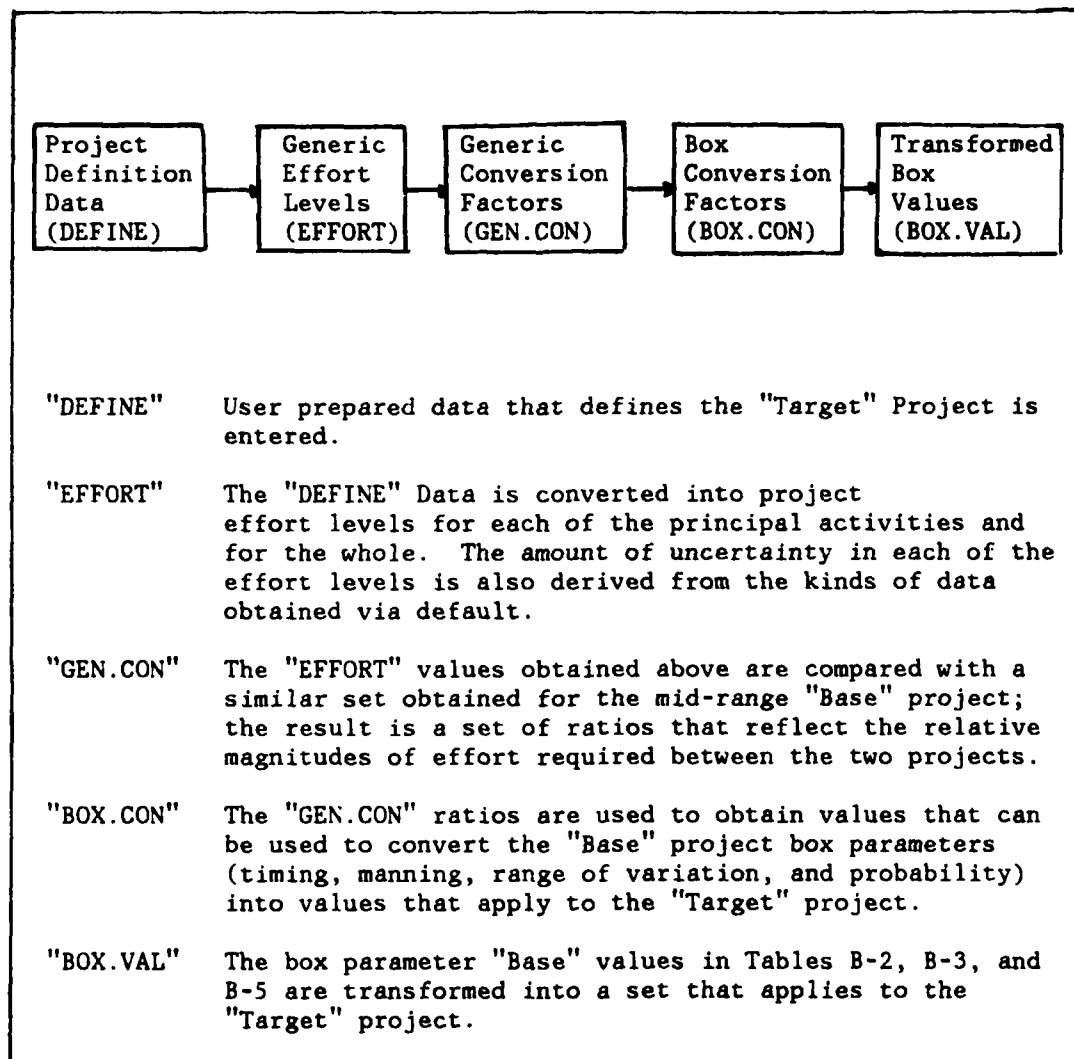 Project
Definition
Data
(DEFINE)
Generic
Effort
Levels
(EFFORT)
Generic
Conversion
Factors
(GEN.CON)
Box
Conversion
Factors
(BOX.CON)
Transformed
Box
Values
(BOX.VAL)
"DEFINE" User prepared data that defines the "Target" Project is
entered.
"EFFORT" The "DEFINE" Data is converted into project
effort levels for each of the principal activities and
for the whole. The amount of uncertainty in each of the
effort levels is also derived from the kinds of data
obtained via default.
"GEN.CON" The "EFFORT" values obtained above are compared with a
similar set obtained for the mid-range "Base" project;
the result is a set of ratios that reflect the relative
magnitudes of effort required between the two projects.
"BOX.CON" The "GEN.CON" ratios are used to obtain values that can
be used to convert the "Base" project box parameters
(timing, manning, range of variation, and probability)
into values that apply to the "Target" project.
"BOX.VAL" The box parameter "Base" values in Tables B-2, B-3, and
B-5 are transformed into a set that applies to the
"Target" project.